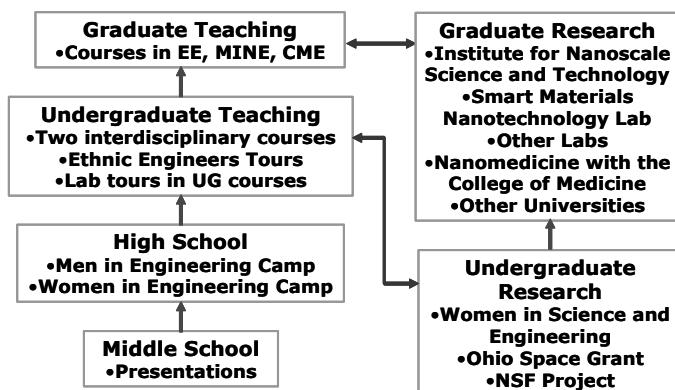 Graduate Teaching
•Courses in EE, MINE, CME
Undergraduate Teaching
•Two interdisciplinary courses
•Ethnic Engineers Tours
•Lab tours in UG courses
High School
•Men in Engineering Camp
•Women in Engineering Camp
Middle School
•Presentations
Graduate Research
•Institute for Nanoscale
Science and Technology
•Smart Materials
Nanotechnology Lab
•Other Labs
•Nanomedicine with the
College of Medicine
•Other Universities
Undergraduate
Research
•Women in Science and
Engineering
•Ohio Space Grant
•NSF Project